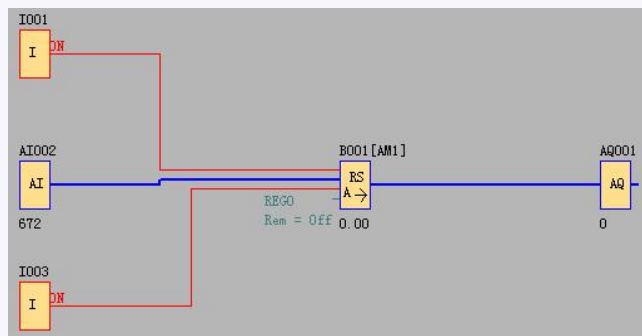 I001
I
ON
AI002
AI
672
B001[AM1]
RS
A→
REGO
Rem = Off
0.00
AQ001
AQ
0
I003
I
ON